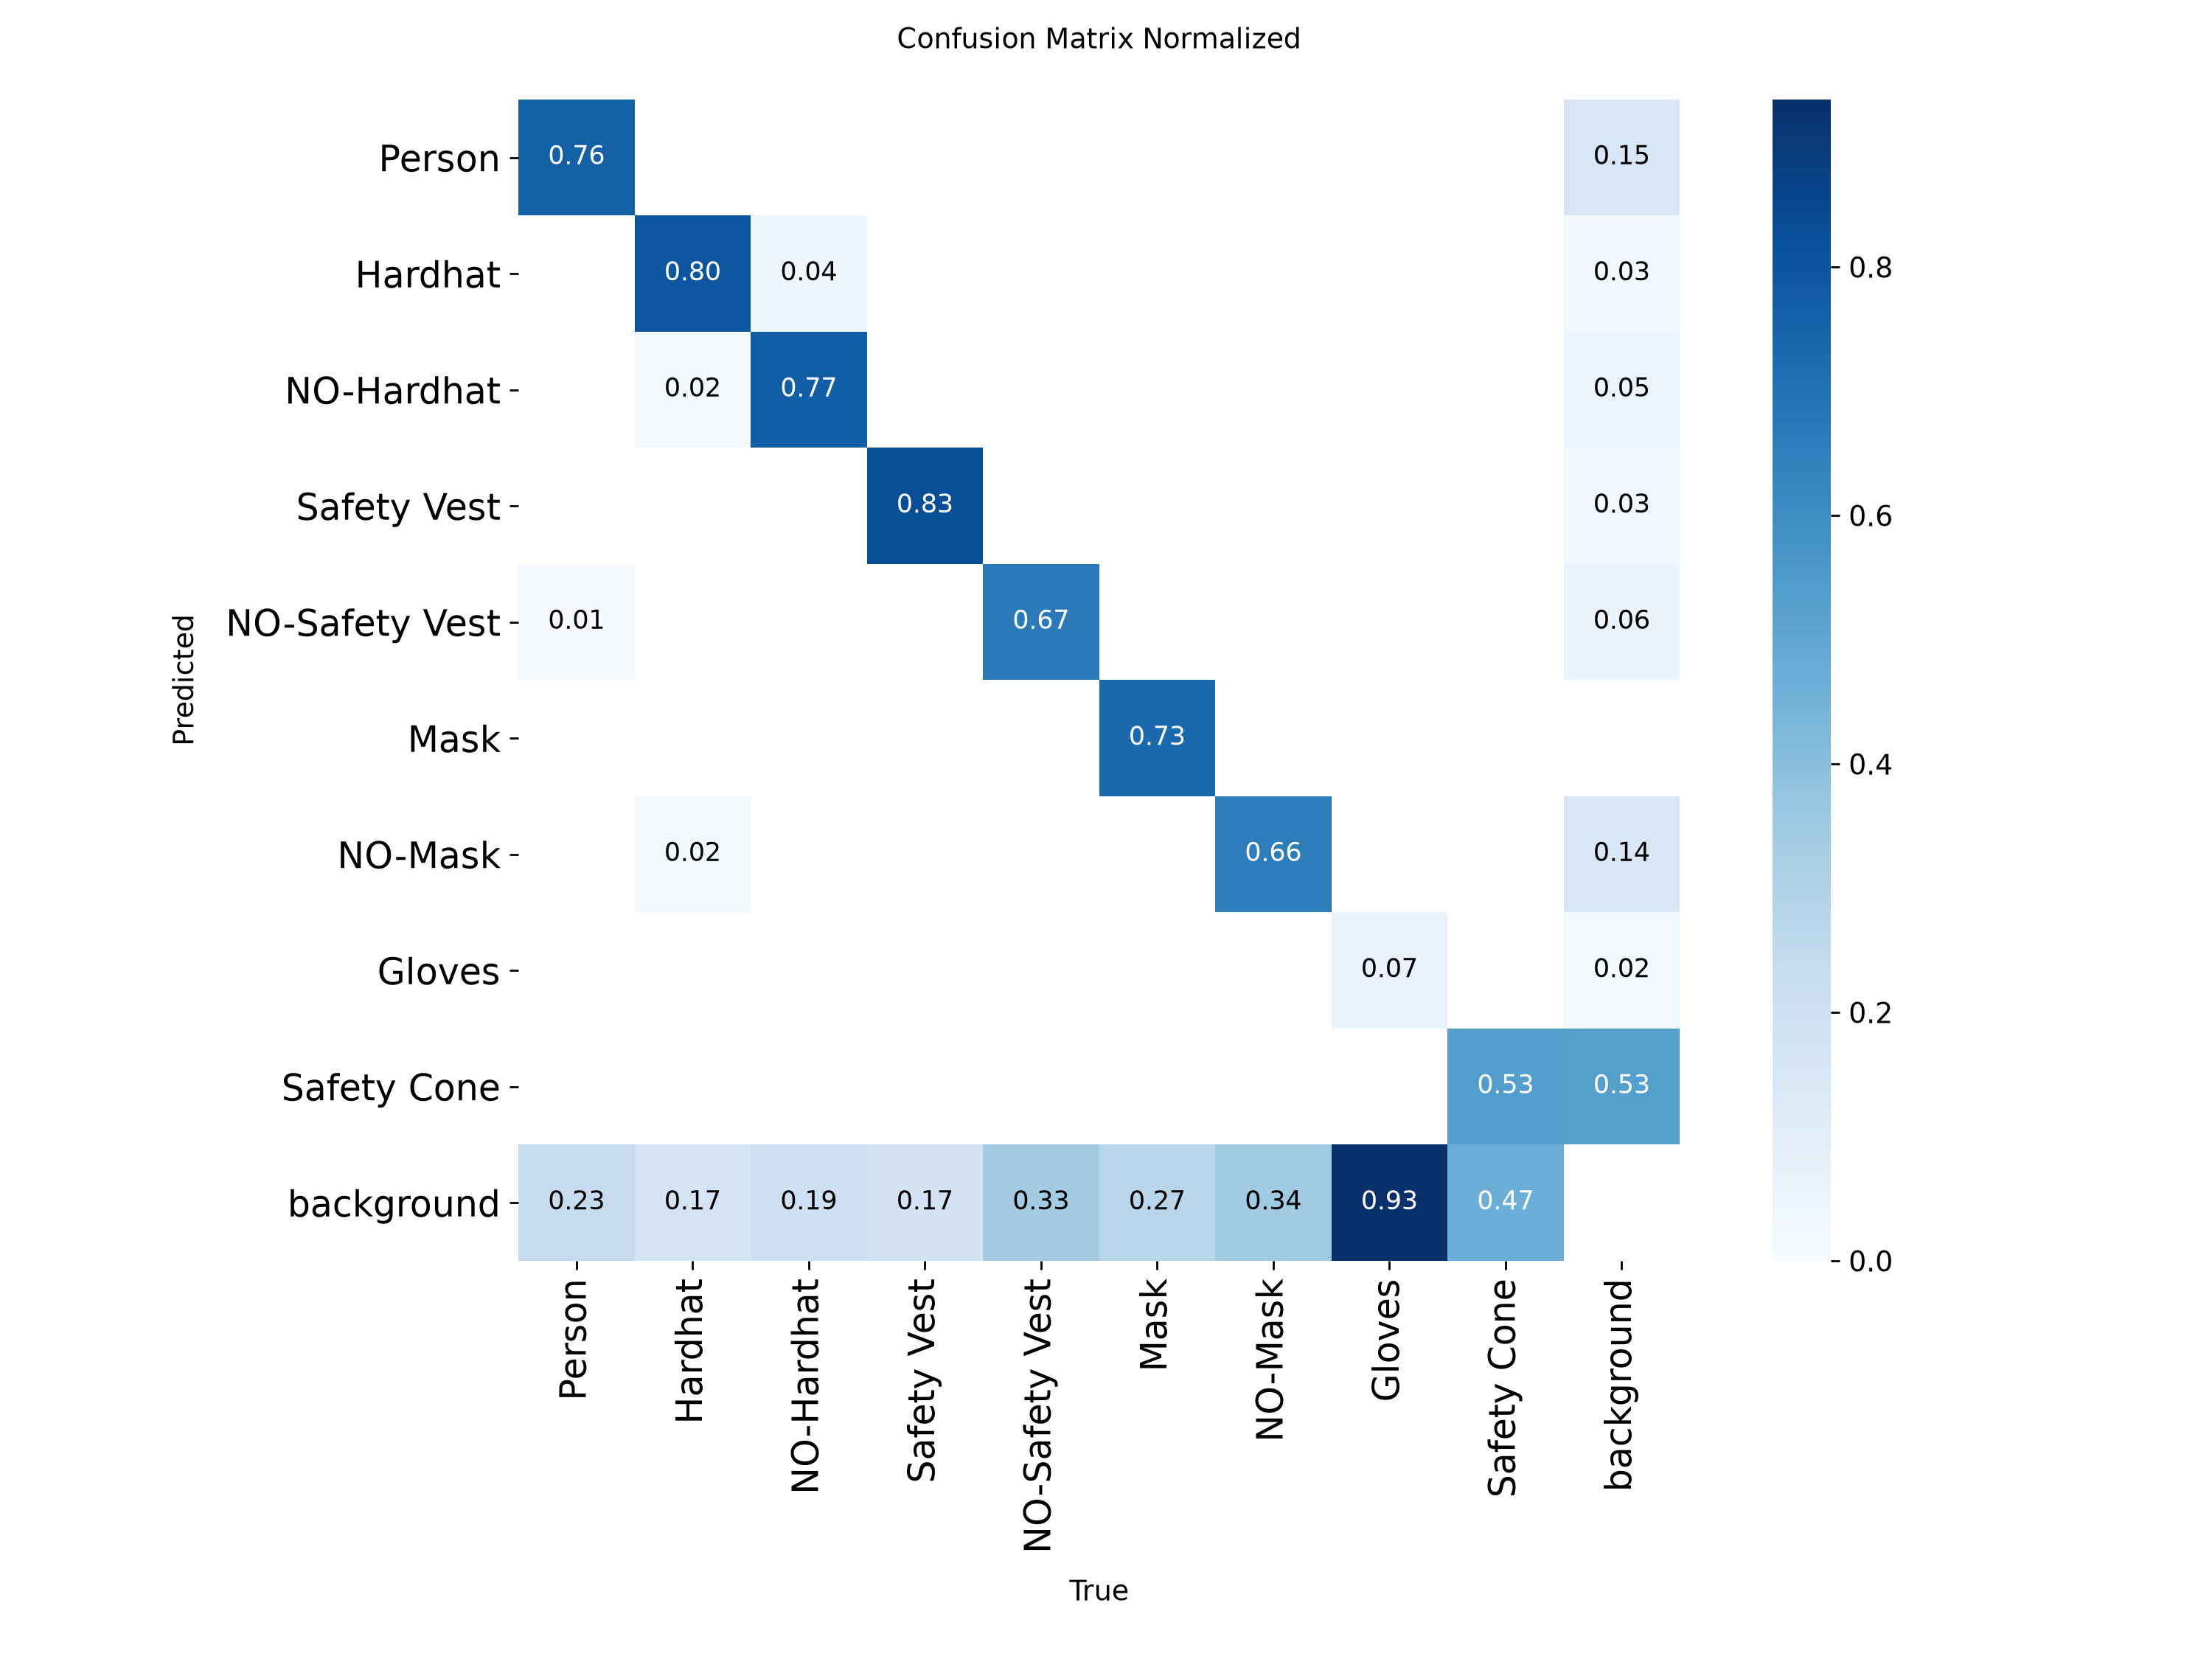 Confusion Matrix Normalized
Person
0.76
0.15
Hardhat
0.80
0.04
0.03
0.8
NO-Hardhat
0.02
0.77
0.05
Safety Vest
0.83
0.03
0.6
NO-Safety Vest
0.01
0.67
0.06
Predicted
Mask
0.73
0.4
NO-Mask
0.02
0.66
0.14
Gloves
0.07
0.02
0.2
Safety Cone
0.53
0.53
background
0.23
0.17
0.19
0.17
0.33
0.27
0.34
0.93
0.47
0.0
Person
Hardhat
NO-Hardhat
Safety Vest
NO-Safety Vest
Mask
NO-Mask
Gloves
Safety Cone
background
True